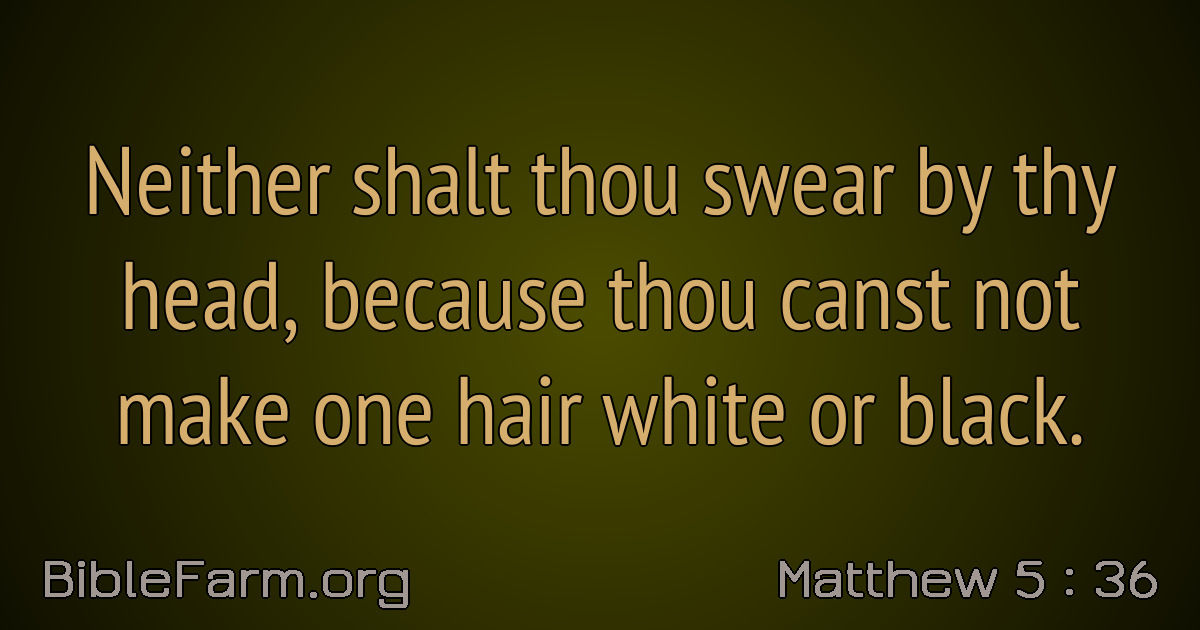 Neither shalt thou swear by thy
head, because thou canst not
make one hair white or black.
BibleFarm.org
Matthew 5 : 36